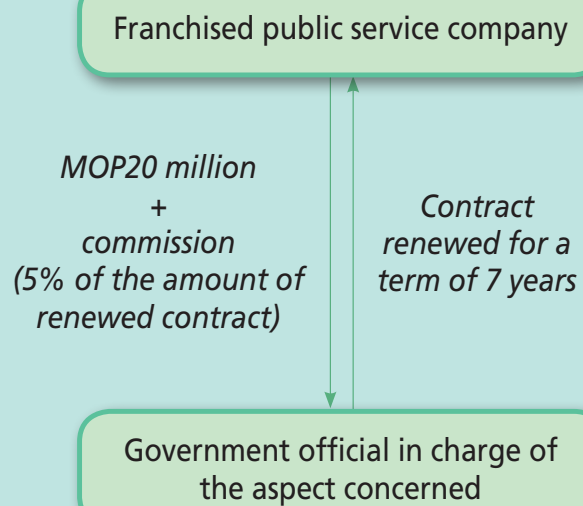 Franchised public service company
MOP20 million
+
commission
(5% of the amount of
renewed contract)
Contract
renewed for a
term of 7 years
Government official in charge of
the aspect concerned